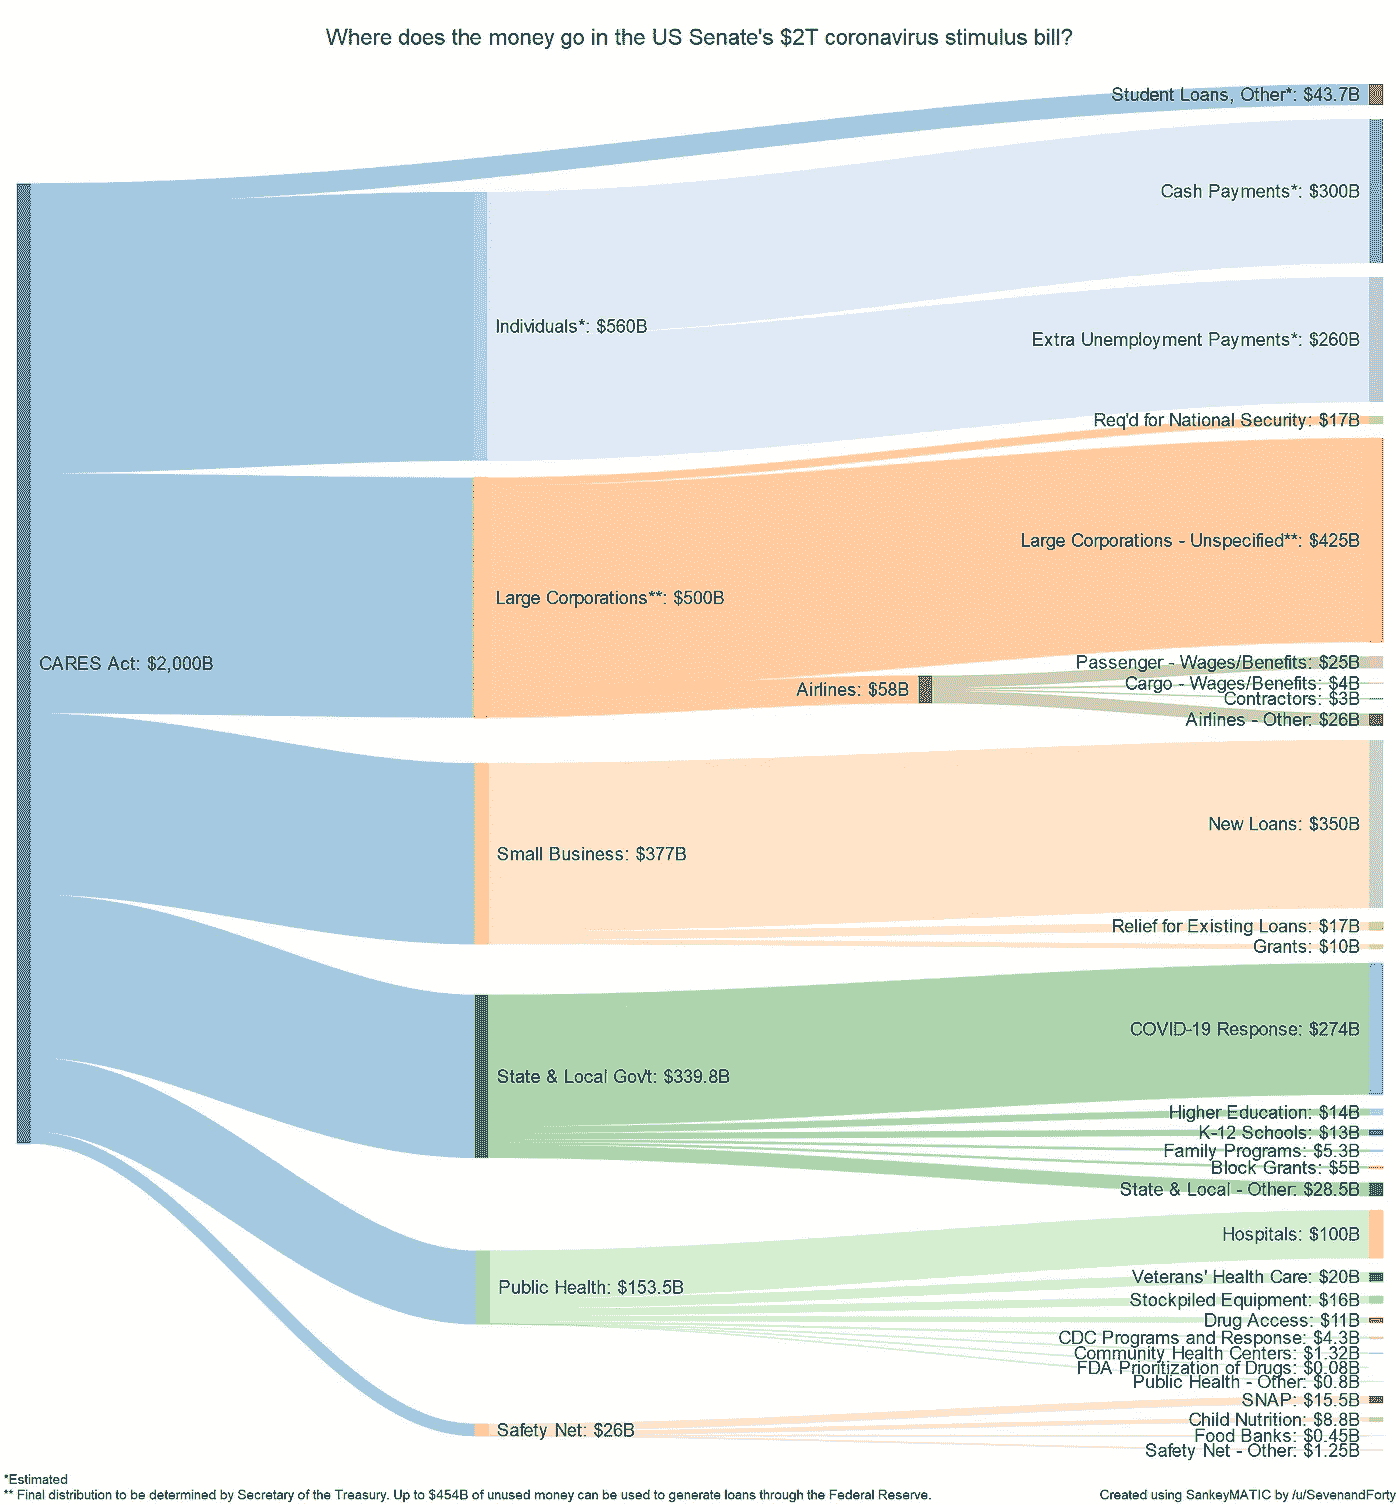 Where does the money go in the US Senate's $2T coronavirus stimulus bill?
Student Loans, Other*: $43.7B
Cash Payments*: $300B
Individuals*: $560B
Extra Unemployment Payments*: $260B
Req'd for National Security: $17B
Large Corporations - Unspecified**: $425B
Large Corporations**: $500B
CARES Act: $2,000B
Passenger - Wages/Benefits: $25B
Airlines: $58B
Cargo - Wages/Benefits: $4B
Contractors: $3B
Airlines - Other: $26B
New Loans: $350B
Small Business: $377B
Relief for Existing Loans: $17B
Grants: $10B
COVID-19 Response: $274B
State & Local Gov't: $339.8B
Higher Education: $14B
K-12 Schools: $13B
Family Programs: $5.3B
Block Grants: $5B
State & Local - Other: $28.5B
Hospitals: $100B
Public Health: $153.5B
Veterans' Health Care: $20B
Stockpiled Equipment: $16B
Drug Access: $11B
CDC Programs and Response: $4.3B
Community Health Centers: $1.32B
FDA Prioritization of Drugs: $0.08B
Public Health - Other: $0.8B
SNAP: $15.5B
Child Nutrition: $8.8B
Safety Net: $26B
Food Banks: $0.45B
Safety Net - Other: $1.25B
*Estimated
** Final distribution to be determined by Secretary of the Treasury. Up to $454B of unused money can be used to generate loans through the Federal Reserve.
Created using SankeyMATIC by /u/SevenandForty